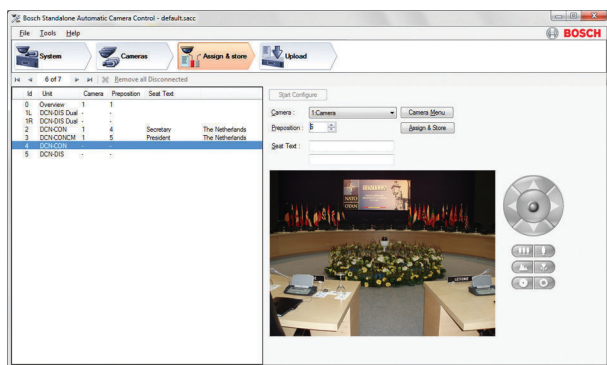 Bosch Standalone Automatic Camera Control - default.sacc
File Tools Help
BOSCH
System Cameras Assign & store Upload
6 of 7 Remove all Disconnected
Id Unit Camera Preposition Seat Text
0 Overview 1 1
1L DCN-DIS Dual - -
1R DCN-DIS Dual - -
2 DCN-CON 1 4 Secretary The Netherlands
3 DCN-CONCM 1 5 President The Netherlands
4 DCN-CON - -
5 DCN-DIS - -
Start Configure
Camera : 1:Camera Camera Menu
Preposition : 6 Assign & Store
Seat Text :
NATO
OTAN